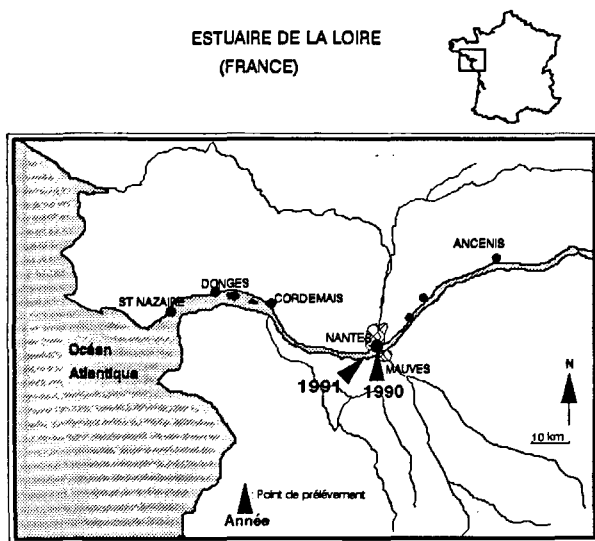 ESTUAIRE DE LA LOIRE
(FRANCE)
ANCENIS
DONGES
ST NAZAIRE
CORDEMAIS
NANTES
Océan
Atlantique
MAUVES
1991
1990
N
10 km
Point de prélévement
Année